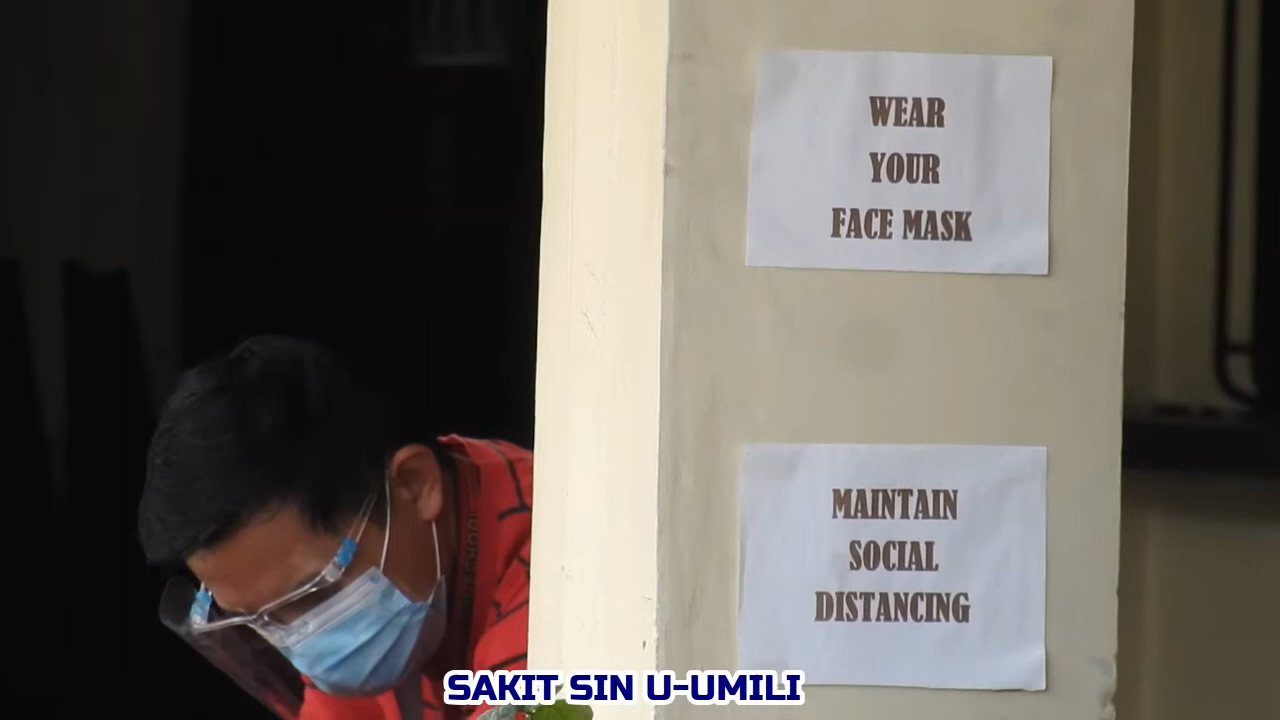 WEAR
YOUR
FACE MASK
MAINTAIN
SOCIAL
DISTANCING
SAKIT SIN U-UMILI